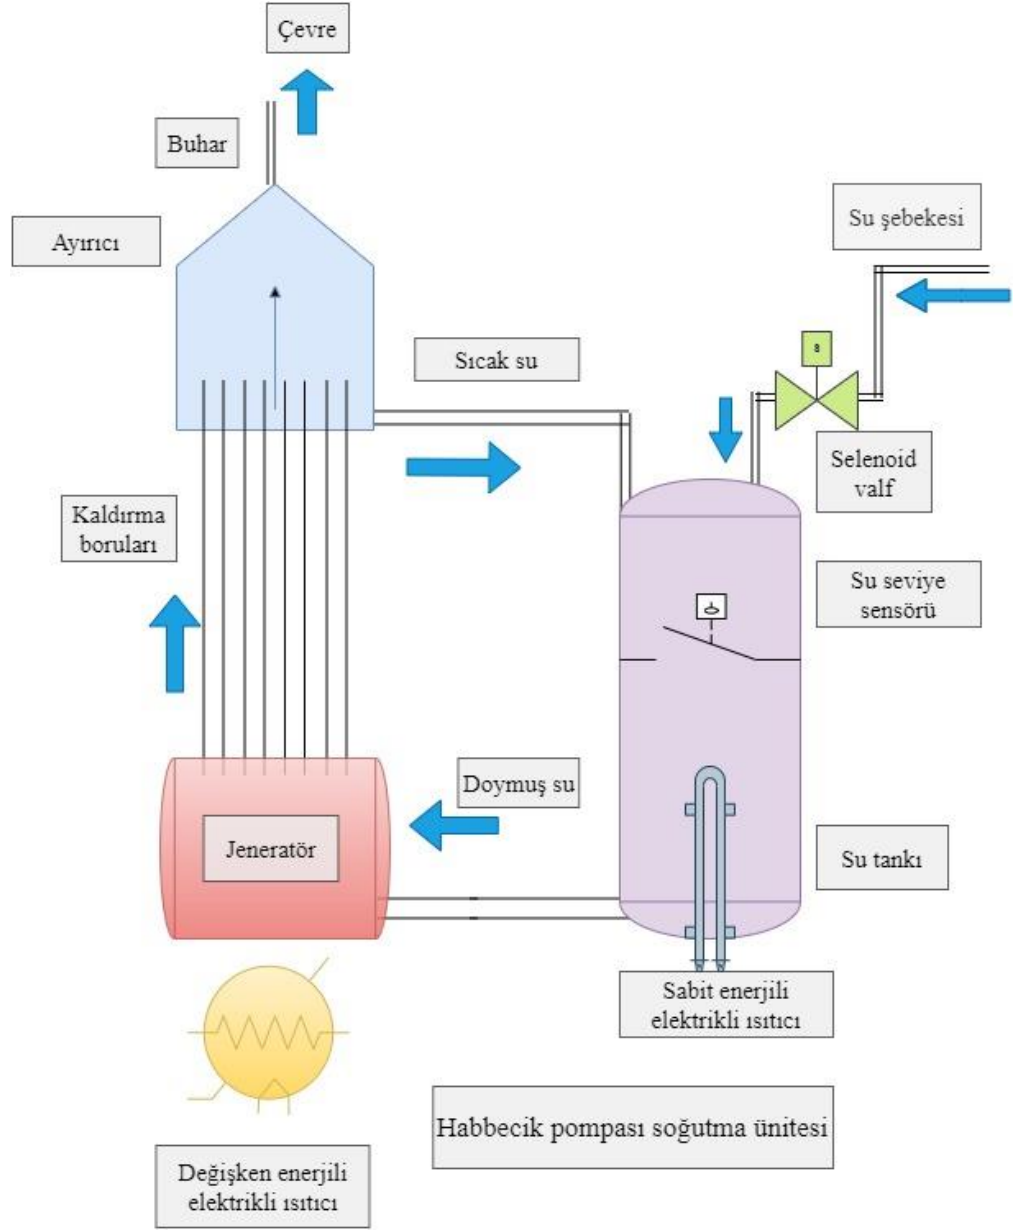 Çevre
Buhar
Ayırıcı
Su şebekesi
Sıcak su
Selenoid
valf
Kaldırma
boruları
Su seviye
sensörü
Doymuş su
Jeneratör
Su tankı
Sabit enerjili
elektrikli ısıtıcı
Habbecik pompası soğutma ünitesi
Değişken enerjili
elektrikli ısıtıcı